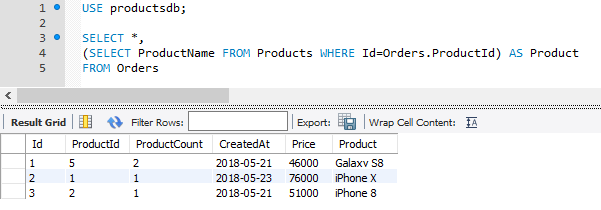 1 USE productsdb;
2
3 SELECT *,
4 (SELECT ProductName FROM Products WHERE Id=Orders.ProductId) AS Product
5 FROM Orders
Result Grid Filter Rows: Export: Wrap Cell Content:
Id ProductId ProductCount CreatedAt Price Product
1 5 2 2018-05-21 46000 Galaxy S8
2 1 1 2018-05-23 76000 iPhone X
3 2 1 2018-05-21 51000 iPhone 8